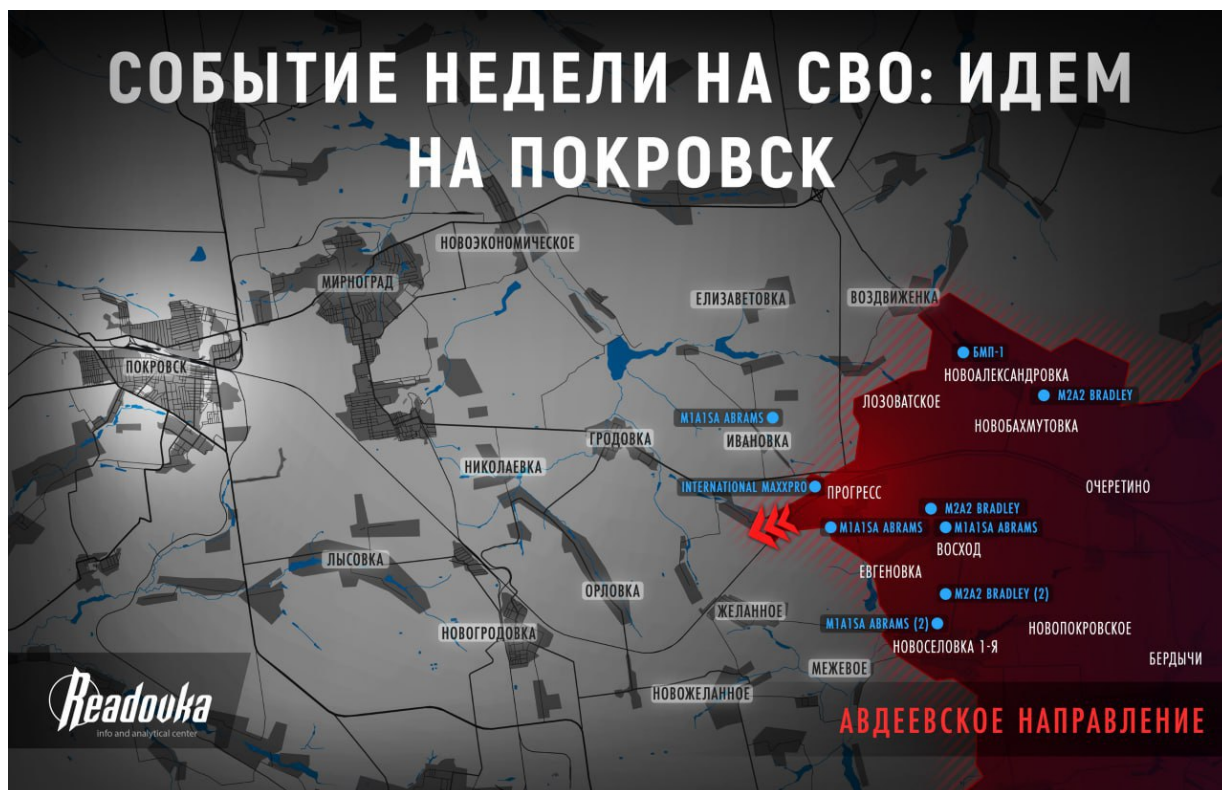 СОБЫТИЕ НЕДЕЛИ НА СВО: ИДЕМ
НА ПОКРОВСК
НОВОЭКОНОМИЧЕСКОЕ
МИРНОГРАД
ЕЛИЗАВЕТОВКА
ВОЗДВИЖЕНКА
ПОКРОВСК
БМП-1
НОВОАЛЕКСАНДРОВКА
M2A2 BRADLEY
ЛОЗОВАТСКОЕ
M1A1SA ABRAMS
НОВОБАХМУТОВКА
ГРОДОВКА
ИВАНОВКА
НИКОЛАЕВКА
INTERNATIONAL MAXXPRO
ПРОГРЕСС
ОЧЕРЕТИНО
M2A2 BRADLEY
M1A1SA ABRAMS
M1A1SA ABRAMS
ВОСХОД
ЛЫСОВКА
ЕВГЕНОВКА
ОРЛОВКА
M2A2 BRADLEY (2)
ЖЕЛАННОЕ
M1A1SA ABRAMS (2)
НОВОГРОДОВКА
НОВОПОКРОВСКОЕ
НОВОСЕЛОВКА 1-Я
БЕРДЫЧИ
МЕЖЕВОЕ
НОВОЖЕЛАННОЕ
Readovka
info and analytical center
АВДЕЕВСКОЕ НАПРАВЛЕНИЕ